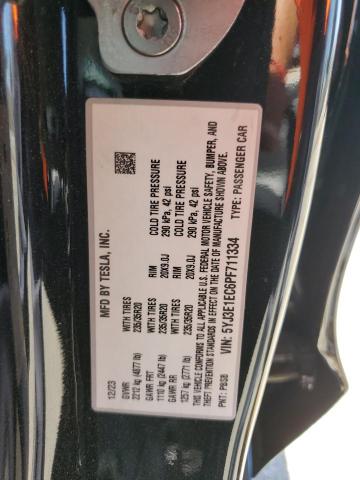 MFD BY TESLA, INC.
12/23
GVWR
2212 kg (4877 lb)
GAWR FRT WITH TIRES RIM COLD TIRE PRESSURE
1110 kg (2447 lb) 235/35R20 20X9.0J 290 kPa, 42 psi
GAWR RR WITH TIRES RIM COLD TIRE PRESSURE
1257 kg (2771 lb) 235/35R20 20X9.0J 290 kPa, 42 psi
THIS VEHICLE CONFORMS TO ALL APPLICABLE U.S. FEDERAL MOTOR VEHICLE SAFETY, BUMPER, AND
THEFT PREVENTION STANDARDS IN EFFECT ON THE DATE OF MANUFACTURE SHOWN ABOVE.
VIN: 5YJ3E1EC6PF711334 TYPE: PASSENGER CAR
PNT: PBSB